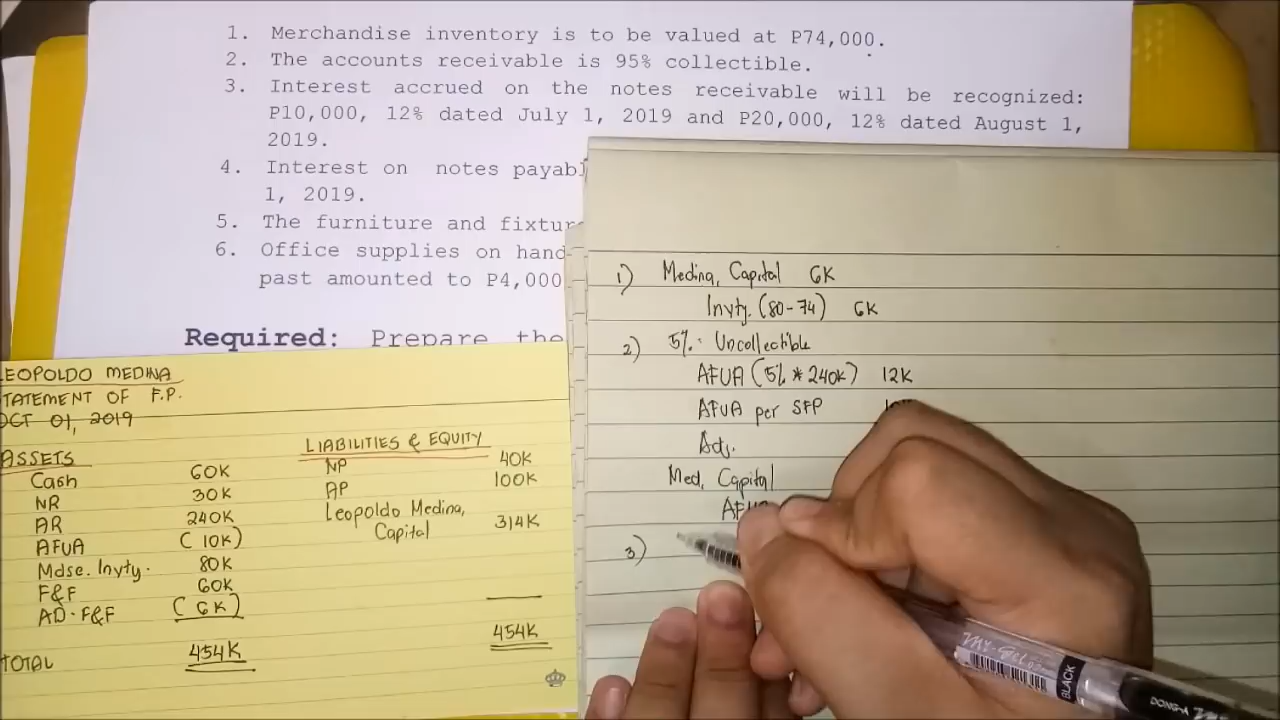 1. Merchandise inventory is to be valued at P74,000.
2. The accounts receivable is 95% collectible.
3. Interest accrued on the notes receivable will be recognized:
P10,000, 12% dated July 1, 2019 and P20,000, 12% dated August 1,
2019.
4. Interest on notes payabl
1, 2019.
5. The furniture and fixtur
6. Office supplies on hand
past amounted to P4,000
Required: Prepare the
LEOPOLDO MEDINA
STATEMENT OF F.P.
OCT 01, 2019
ASSETS
Cash 60K
NR 30K
AR 240K
AFUA (10K)
Mdse. Invty. 80K
F&F 60K
AD-F&F (6K)
TOTAL 454K
LIABILITIES & EQUITY
NP 40K
AP 100K
Leopoldo Medina,
Capital 314K
454K
1) Medina, Capital 6K
Invty. (80-74) 6K
2) 5%: Uncollectible
AFUA (5% * 240K) 12K
AFUA per SFP
Adj.
Med, Capital
3)
BLACK
DONG-A